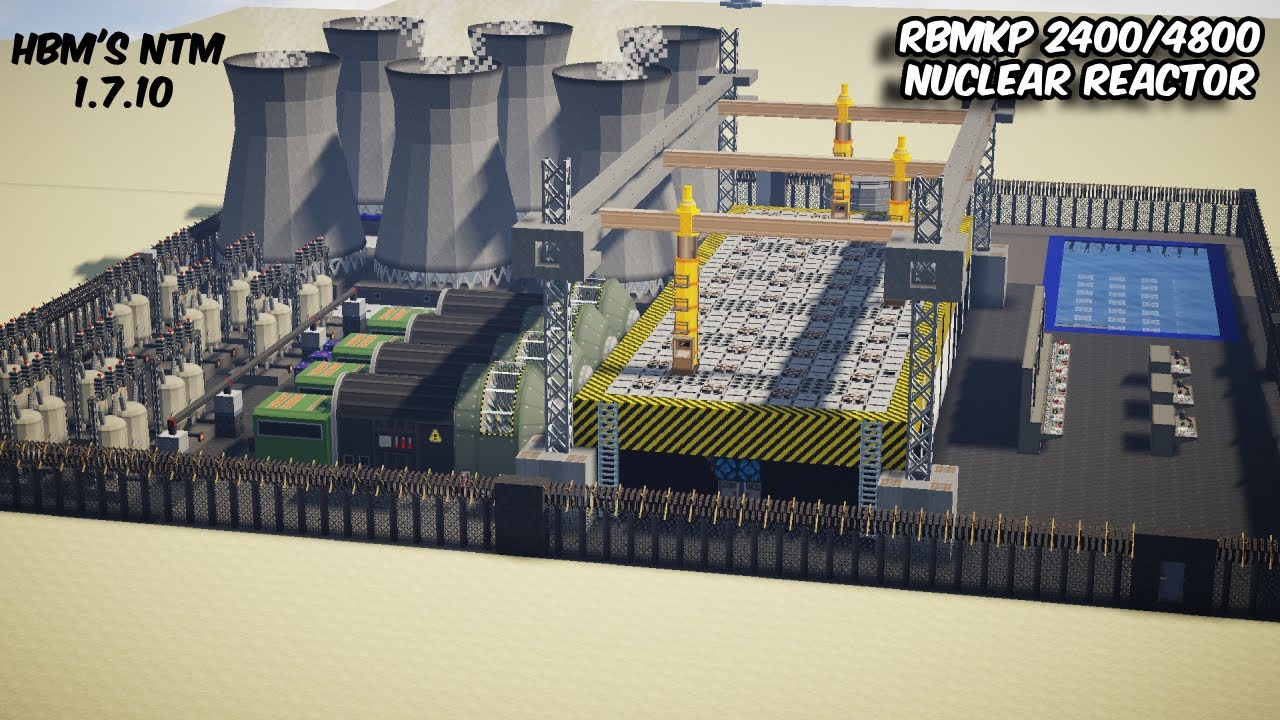 HBM'S NTM
1.7.10
RBMKP 2400/4800
NUCLEAR REACTOR